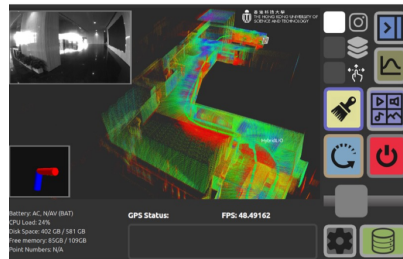 香港科技大學
THE HONG KONG UNIVERSITY OF
SCIENCE AND TECHNOLOGY
Battery: AC, N/AV (BAT)
CPU Load: 24%
Disk Space: 402 GB / 581 GB
Free memory: 85GB / 109GB
Point Numbers: N/A
GPS Status:
FPS: 48.49162